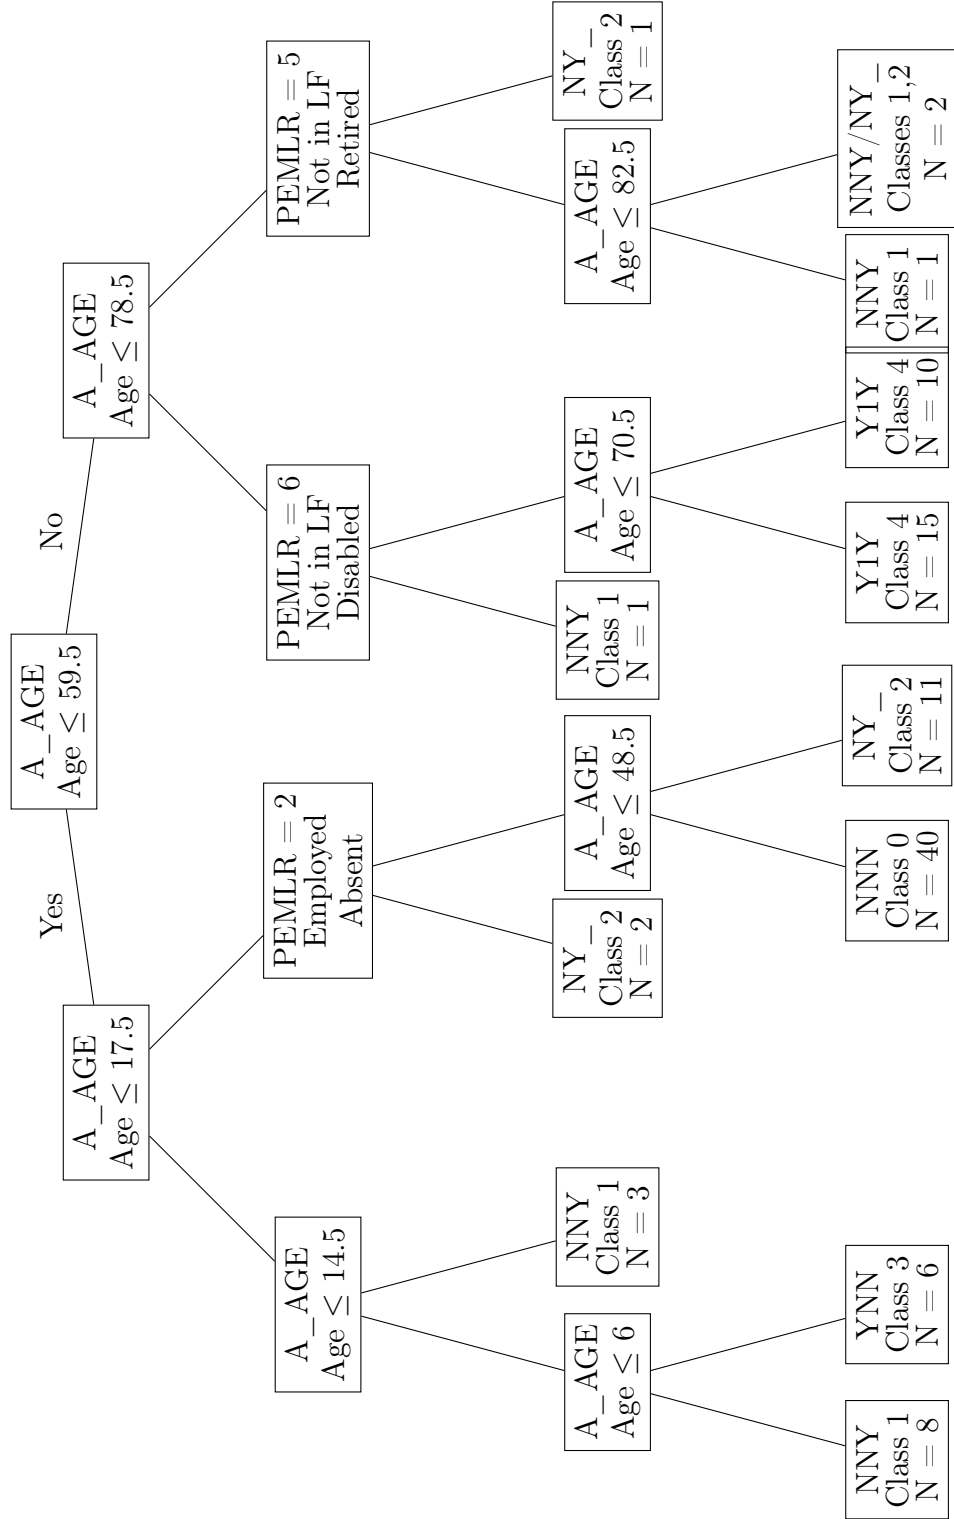 A_AGE
Age ≤ 59.5
Yes
No
A_AGE
Age ≤ 17.5
A_AGE
Age ≤ 78.5
A_AGE
Age ≤ 14.5
PEMLR = 2
Employed
Absent
PEMLR = 6
Not in LF
Disabled
PEMLR = 5
Not in LF
Retired
A_AGE
Age ≤ 6
NNY
Class 1
N = 3
NY_
Class 2
N = 2
A_AGE
Age ≤ 48.5
NNY
Class 1
N = 1
A_AGE
Age ≤ 70.5
A_AGE
Age ≤ 82.5
NY_
Class 2
N = 1
NNY
Class 1
N = 8
YNN
Class 3
N = 6
NNN
Class 0
N = 40
NY_
Class 2
N = 11
Y1Y
Class 4
N = 15
Y1Y
Class 4
N = 10
NNY
Class 1
N = 1
NNY/NY_
Classes 1,2
N = 2